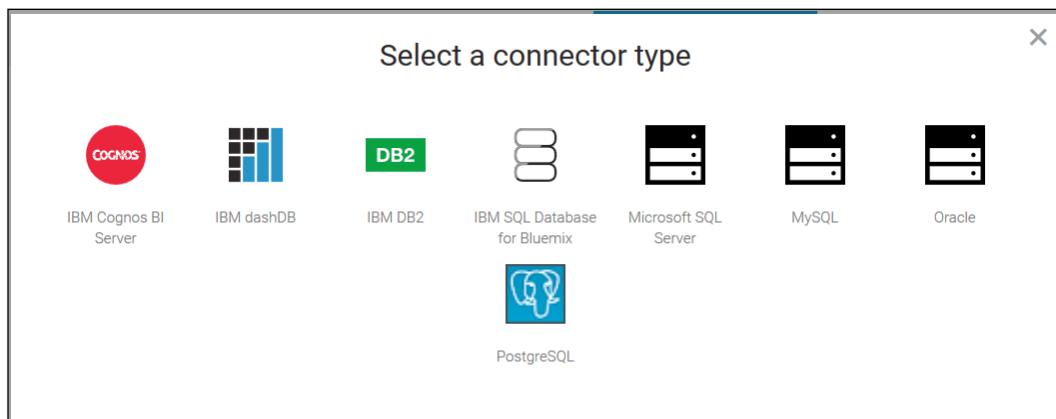 Select a connector type
COGNOS
DB2
IBM Cognos BI
Server
IBM dashDB
IBM DB2
IBM SQL Database
for Bluemix
Microsoft SQL
Server
MySQL
Oracle
PostgreSQL